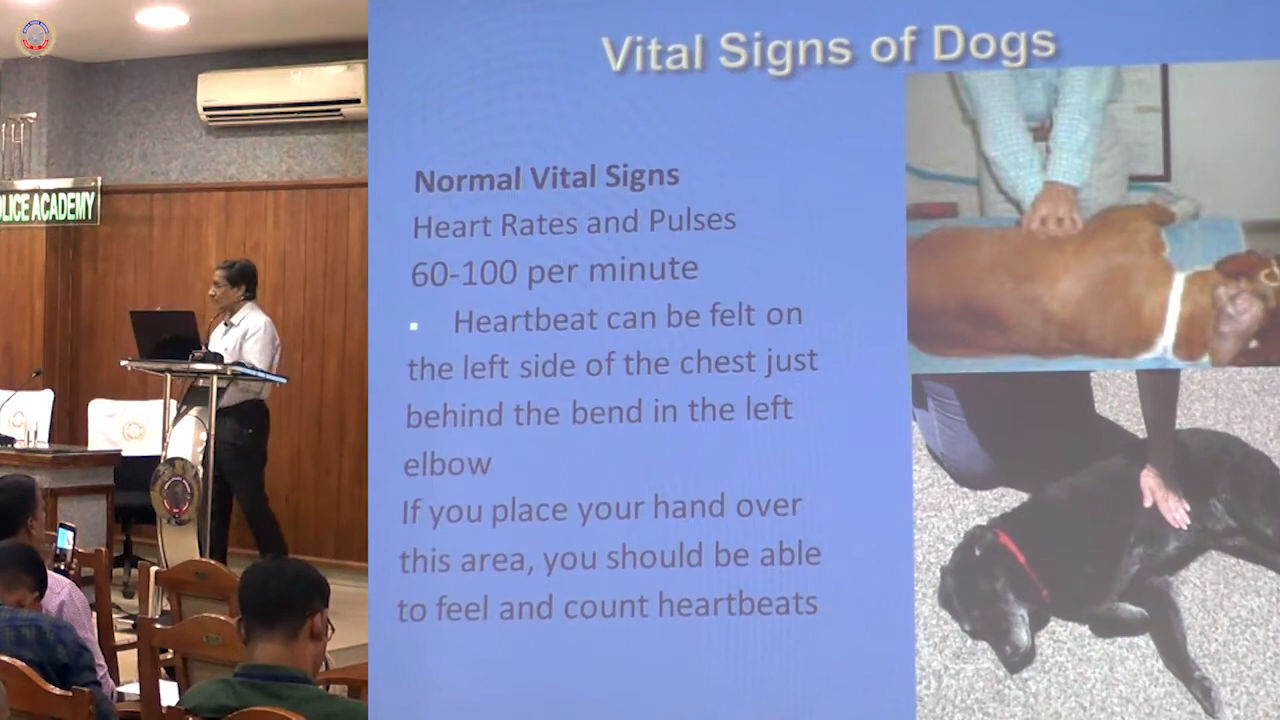 LICE ACADEMY
Vital Signs of Dogs
Normal Vital Signs
Heart Rates and Pulses
60-100 per minute
▪ Heartbeat can be felt on
the left side of the chest just
behind the bend in the left
elbow
If you place your hand over
this area, you should be able
to feel and count heartbeats